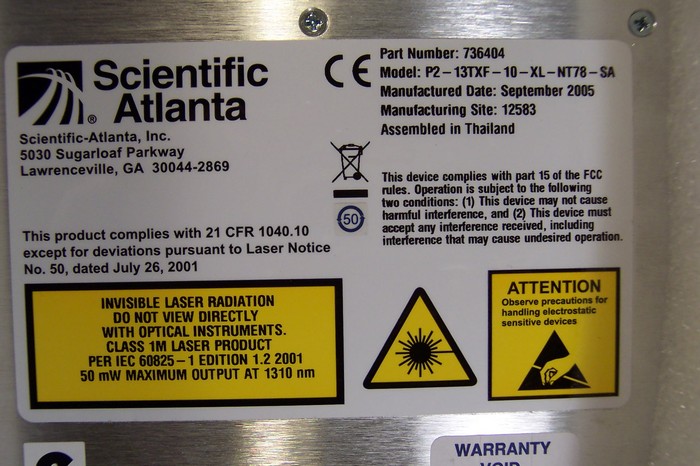 Scientific
Atlanta
®
Scientific-Atlanta, Inc.
5030 Sugarloaf Parkway
Lawrenceville, GA 30044-2869
CE
Part Number: 736404
Model: P2-13TXF-10-XL-NT78-SA
Manufactured Date: September 2005
Manufacturing Site: 12583
Assembled in Thailand
50
This device complies with part 15 of the FCC
rules. Operation is subject to the following
two conditions: (1) This device may not cause
harmful interference, and (2) This device must
accept any interference received, including
interference that may cause undesired operation.
This product complies with 21 CFR 1040.10
except for deviations pursuant to Laser Notice
No. 50, dated July 26, 2001
INVISIBLE LASER RADIATION
DO NOT VIEW DIRECTLY
WITH OPTICAL INSTRUMENTS.
CLASS 1M LASER PRODUCT
PER IEC 60825-1 EDITION 1.2 2001
50 mW MAXIMUM OUTPUT AT 1310 nm
ATTENTION
Observe precautions for
handling electrostatic
sensitive devices
WARRANTY
VOID